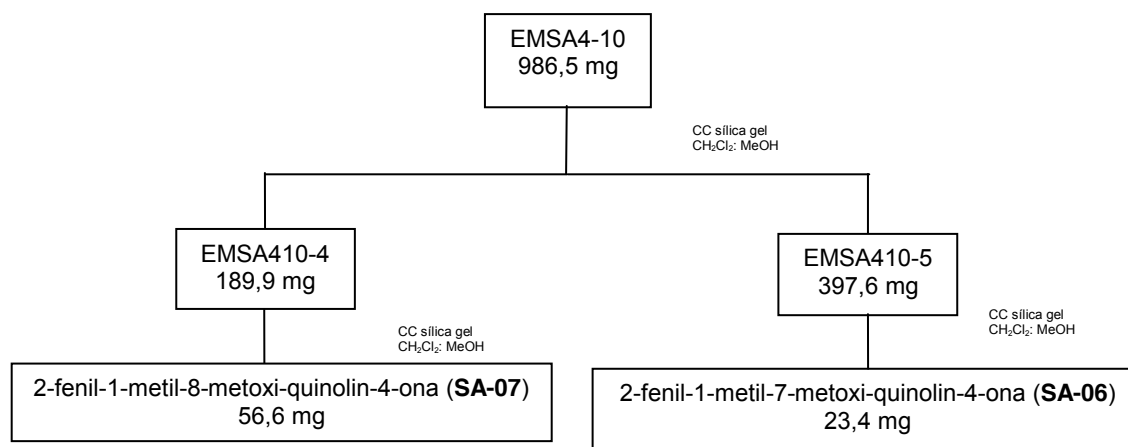 EMSA4-10
986,5 mg
CC sílica gel
CH₂Cl₂: MeOH
EMSA410-4
189,9 mg
EMSA410-5
397,6 mg
CC sílica gel
CH₂Cl₂: MeOH
CC sílica gel
CH₂Cl₂: MeOH
2-fenil-1-metil-8-metoxi-quinolin-4-ona (SA-07)
56,6 mg
2-fenil-1-metil-7-metoxi-quinolin-4-ona (SA-06)
23,4 mg